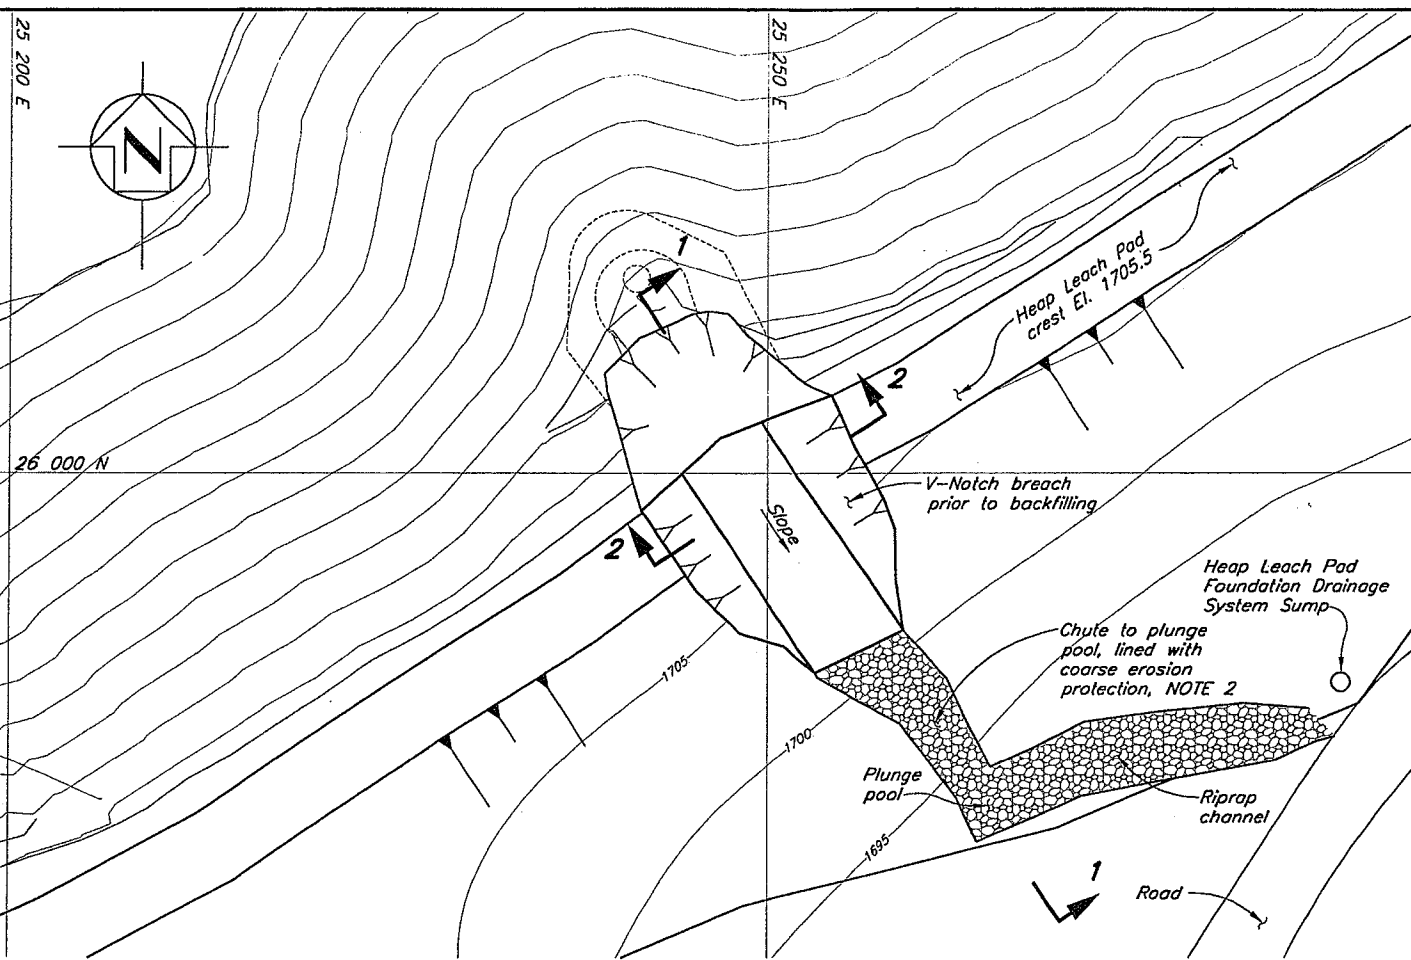 25 200 E
25 250 E
N
1
Heap Leach Pad
crest El. 1705.5
2
26 000 N
V-Notch breach
prior to backfilling
Slope
2
Heap Leach Pad
Foundation Drainage
System Sump
Chute to plunge
pool, lined with
coarse erosion
protection, NOTE 2
1705
1700
Plunge
pool
Riprap
channel
1695
1
Road